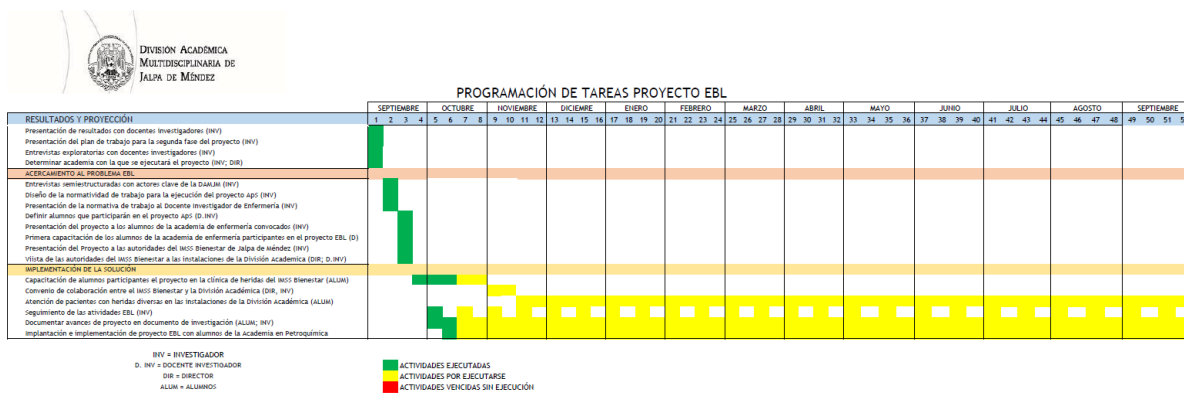 DIVISIÓN ACADÉMICA
MULTIDISCIPLINARIA DE
JALPA DE MÉNDEZ
PROGRAMACIÓN DE TAREAS PROYECTO EBL
SEPTIEMBRE OCTUBRE NOVIEMBRE DICIEMBRE ENERO FEBRERO MARZO ABRIL MAYO JUNIO JULIO AGOSTO SEPTIEMBRE
RESULTADOS Y PROYECCIÓN 1 2 3 4 5 6 7 8 9 10 11 12 13 14 15 16 17 18 19 20 21 22 23 24 25 26 27 28 29 30 31 32 33 34 35 36 37 38 39 40 41 42 43 44 45 46 47 48 49 50 51 5
Presentación de resultados con docentes investigadores (INV)
Presentación del plan de trabajo para la segunda fase del proyecto (INV)
Entrevistas exploratorias con docentes investigadores (INV)
Determinar academia con la que se ejecutará el proyecto (INV; DIR)
ACERCAMIENTO AL PROBLEMA EBL
Entrevistas semiestructuradas con actores clave de la DAMJM (INV)
Diseño de la normatividad de trabajo para la ejecución del proyecto ApS (INV)
Presentación de la normativa de trabajo al Docente Investigador de Enfermería (INV)
Definir alumnos que participarán en el proyecto ApS (D.INV)
Presentación del proyecto a los alumnos de la academia de enfermería convocados (INV)
Primera capacitación de los alumnos de la academia de enfermería participantes en el proyecto EBL (D)
Presentación del Proyecto a las autoridades del IMSS Bienestar de Jalpa de Méndez (INV)
Viista de las autoridades del IMSS Bienestar a las instalaciones de la División Academica (DIR; D.INV)
IMPLEMENTACIÓN DE LA SOLUCIÓN
Capacitación de alumnos participantes el proyecto en la clínica de heridas del IMSS Bienestar (ALUM)
Convenio de colaboración entre el IMSS Bienestar y la División Académica (DIR, INV)
Atención de pacientes con heridas diversas en las instalaciones de la División Académica (ALUM)
Seguimiento de las atividades EBL (INV)
Documentar avances de proyecto en documento de investigación (ALUM; INV)
Implantación e implementación de proyecto EBL con alumnos de la Academia en Petroquímica
INV = INVESTIGADOR
D. INV = DOCENTE INVESTIGADOR
DIR = DIRECTOR
ALUM = ALUMNOS
ACTIVIDADES EJECUTADAS
ACTIVIDADES POR EJECUTARSE
ACTIVIDADES VENCIDAS SIN EJECUCIÓN